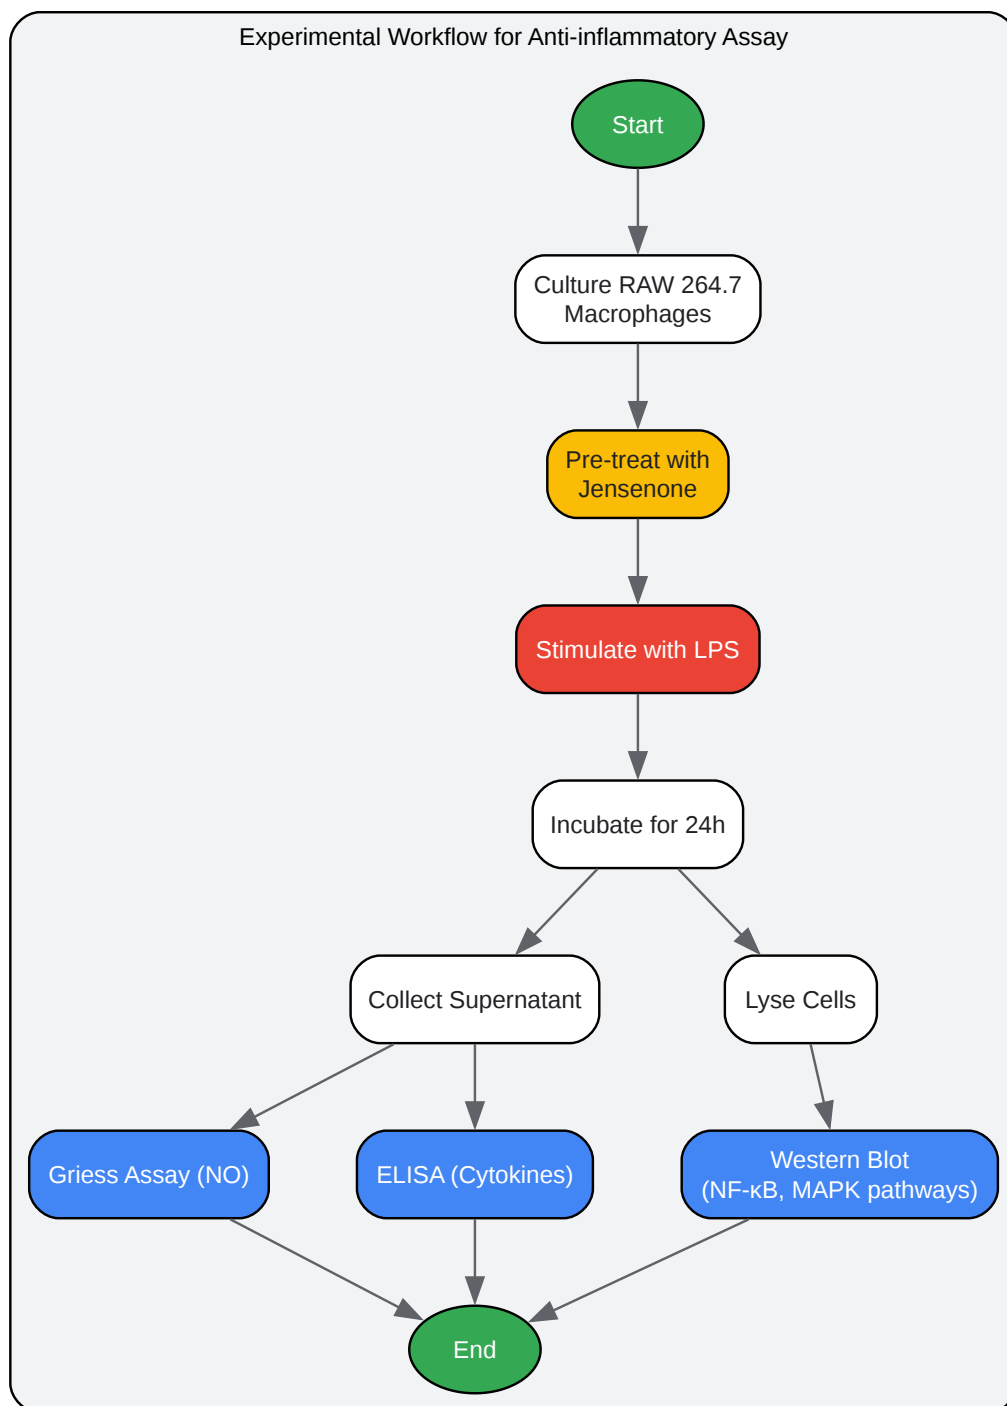 Experimental Workflow for Anti-inflammatory Assay
Start
Culture RAW 264.7
Macrophages
Pre-treat with
Jensenone
Stimulate with LPS
Incubate for 24h
Collect Supernatant
Lyse Cells
Griess Assay (NO)
ELISA (Cytokines)
Western Blot
(NF-κB, MAPK pathways)
End